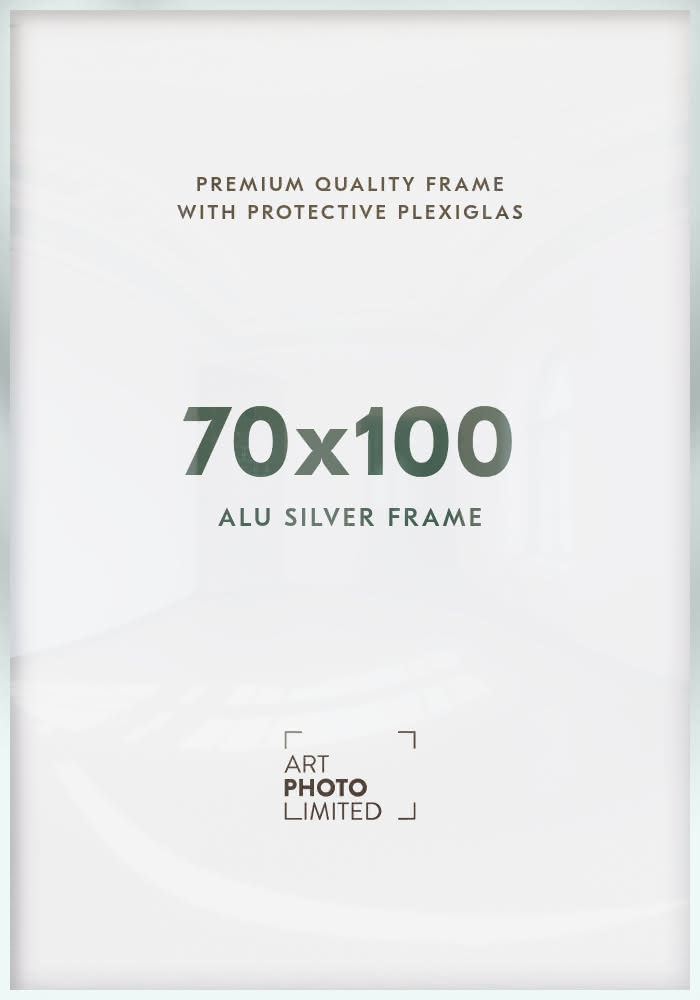 PREMIUM QUALITY FRAME
WITH PROTECTIVE PLEXIGLAS
70x100
ALU SILVER FRAME
ART
PHOTO
LIMITED